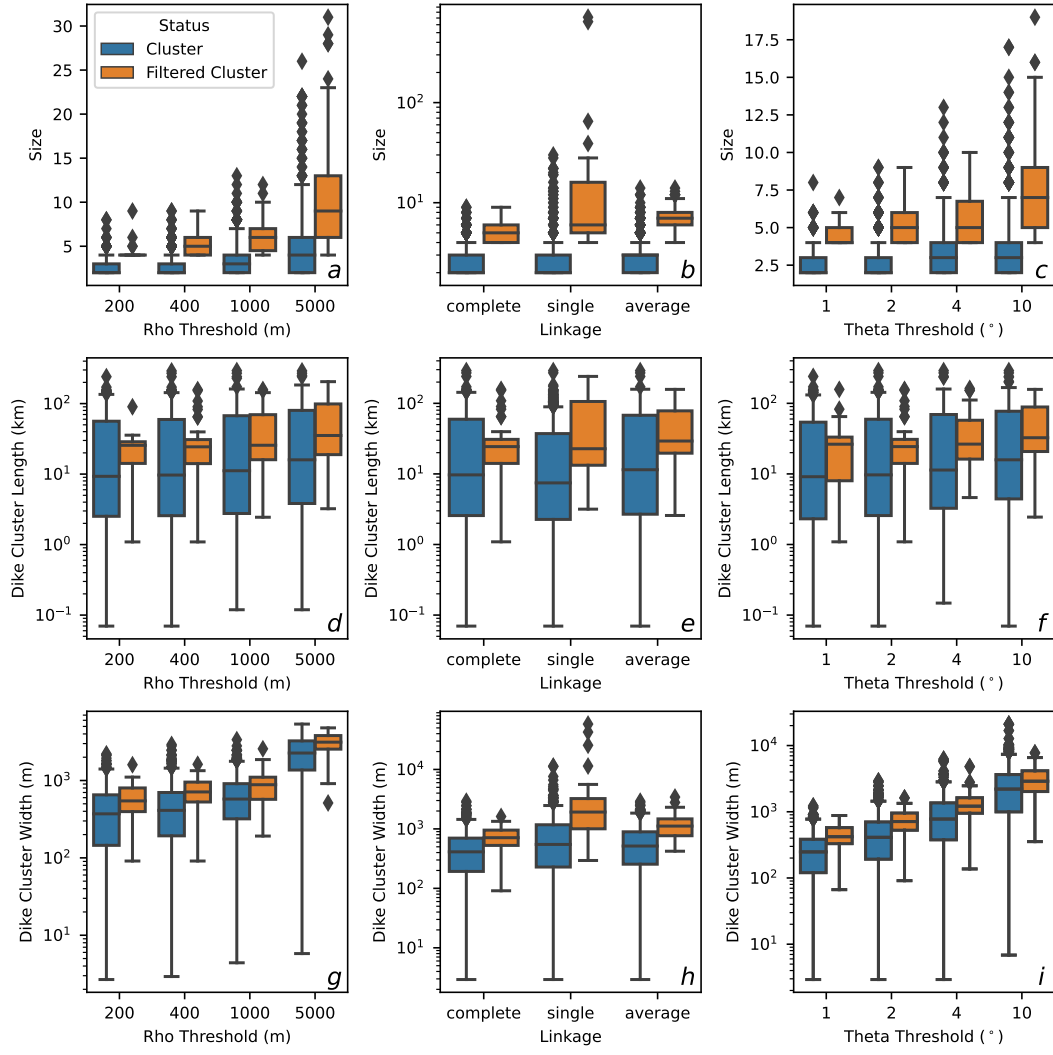 Status
Cluster
Filtered Cluster
30
25
20
15
10
5
Size
a
200 400 1000 5000
Rho Threshold (m)
10²
10¹
Size
b
complete single average
Linkage
17.5
15.0
12.5
10.0
7.5
5.0
2.5
Size
c
1 2 4 10
Theta Threshold (°)
10²
10¹
10⁰
10⁻¹
Dike Cluster Length (km)
d
200 400 1000 5000
Rho Threshold (m)
10²
10¹
10⁰
10⁻¹
Dike Cluster Length (km)
e
complete single average
Linkage
10²
10¹
10⁰
10⁻¹
Dike Cluster Length (km)
f
1 2 4 10
Theta Threshold (°)
10³
10²
10¹
Dike Cluster Width (m)
g
200 400 1000 5000
Rho Threshold (m)
10⁴
10³
10²
10¹
Dike Cluster Width (m)
h
complete single average
Linkage
10⁴
10³
10²
10¹
Dike Cluster Width (m)
i
1 2 4 10
Theta Threshold (°)